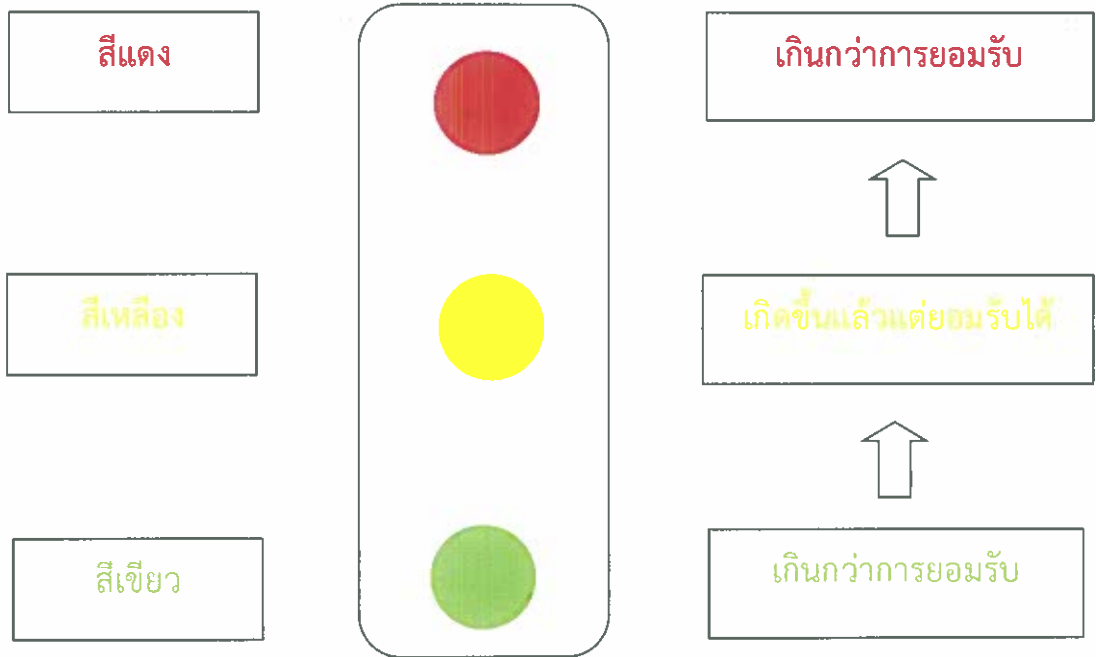 สีแดง
เกินกว่าการยอมรับ
สีเหลือง
เกิดขึ้นแล้วแต่ยอมรับได้
สีเขียว
เกินกว่าการยอมรับ